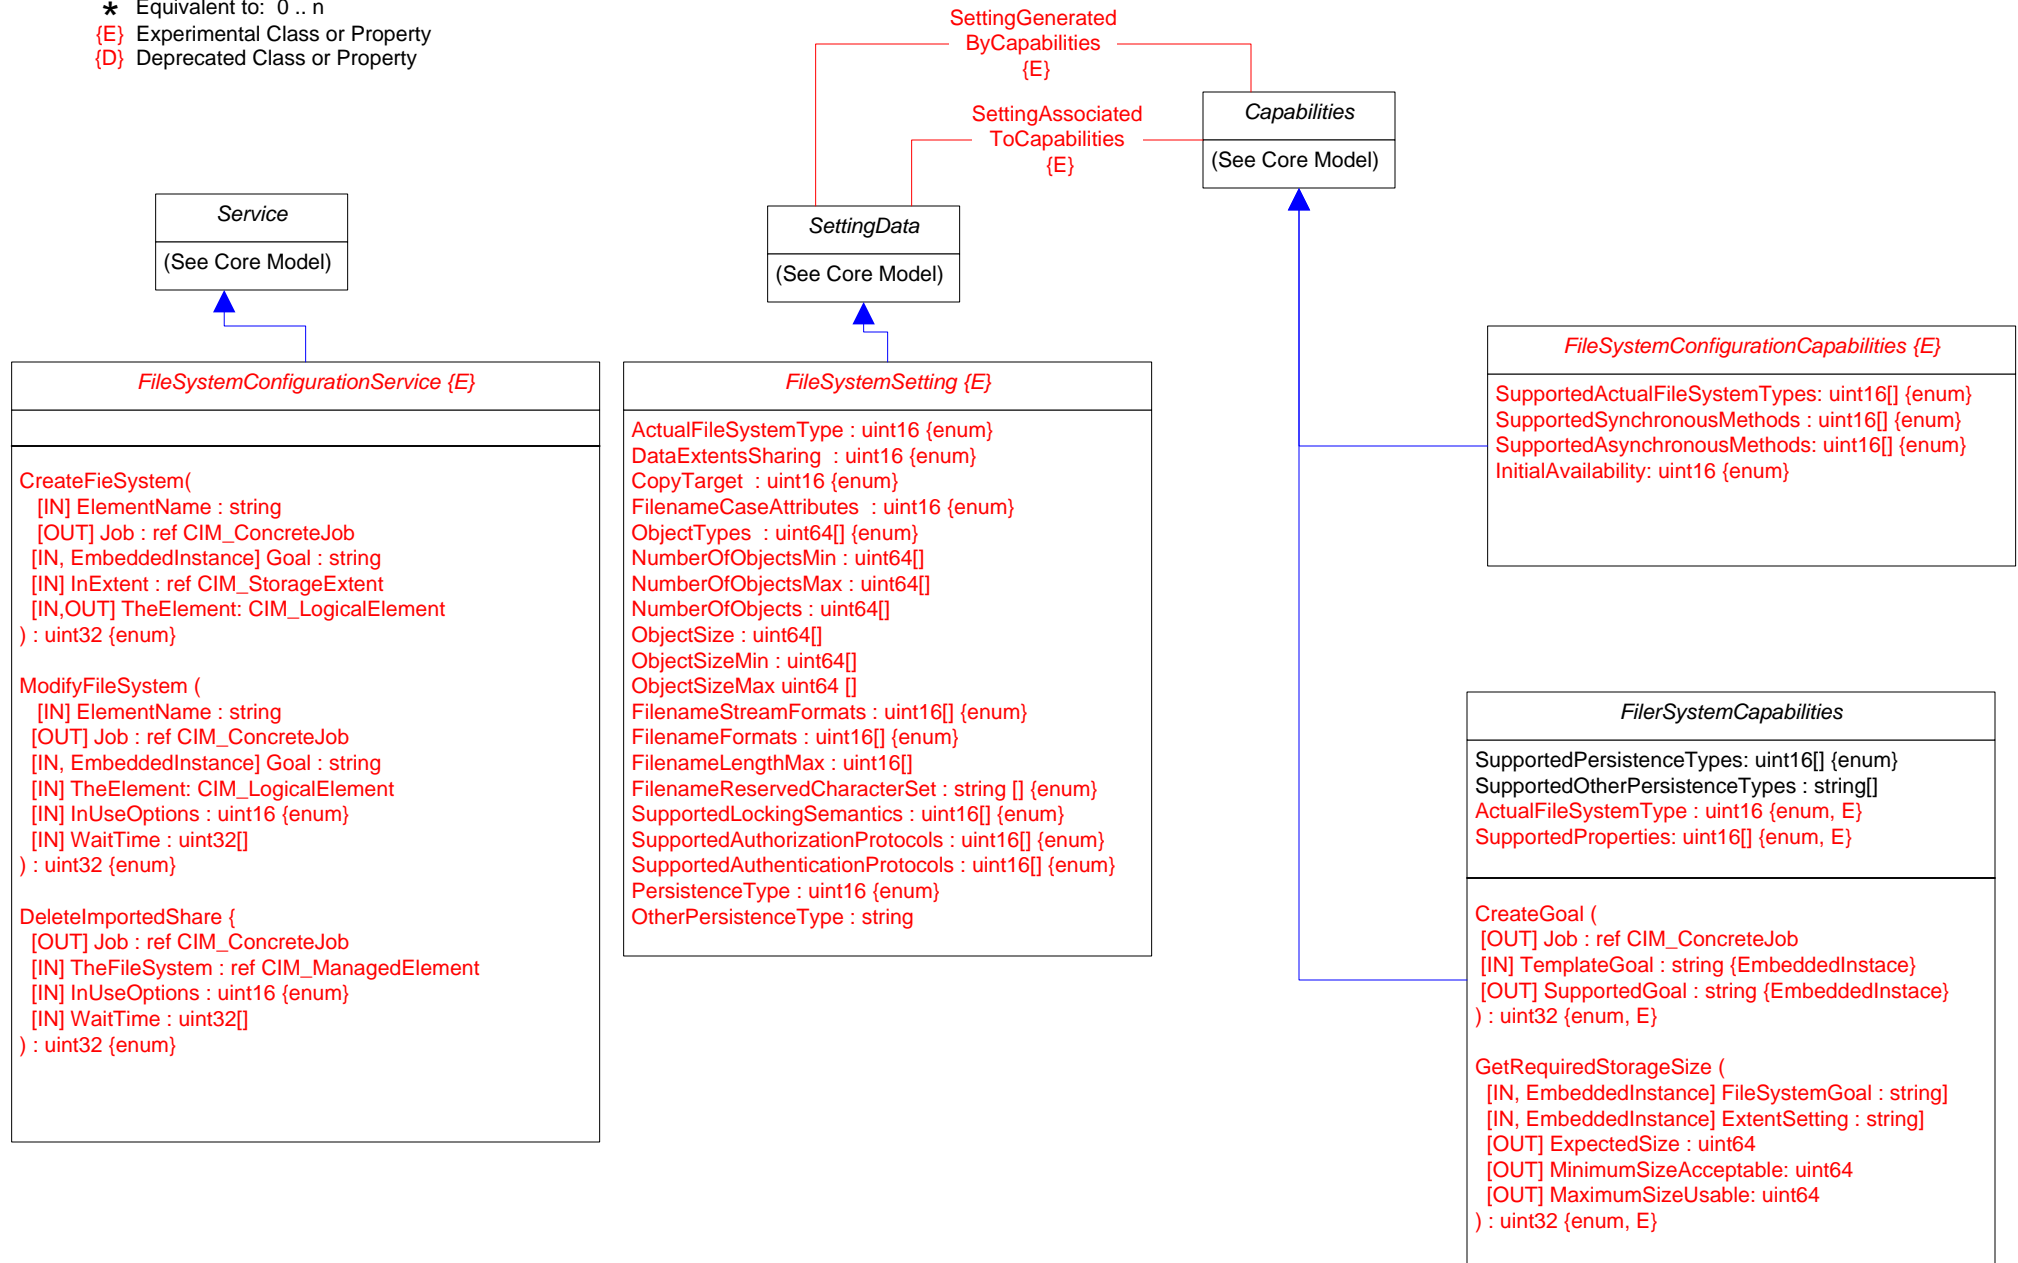 * Equivalent to: 0 .. n
{E} Experimental Class or Property
{D} Deprecated Class or Property
SettingGenerated
ByCapabilities
{E}
SettingAssociated
ToCapabilities
{E}
Capabilities
(See Core Model)
Service
(See Core Model)
SettingData
(See Core Model)
FileSystemConfigurationService {E}
CreateFieSystem(
[IN] ElementName : string
[OUT] Job : ref CIM_ConcreteJob
[IN, EmbeddedInstance] Goal : string
[IN] InExtent : ref CIM_StorageExtent
[IN,OUT] TheElement: CIM_LogicalElement
) : uint32 {enum}
ModifyFileSystem (
[IN] ElementName : string
[OUT] Job : ref CIM_ConcreteJob
[IN, EmbeddedInstance] Goal : string
[IN] TheElement: CIM_LogicalElement
[IN] InUseOptions : uint16 {enum}
[IN] WaitTime : uint32[]
) : uint32 {enum}
DeleteImportedShare {
[OUT] Job : ref CIM_ConcreteJob
[IN] TheFileSystem : ref CIM_ManagedElement
[IN] InUseOptions : uint16 {enum}
[IN] WaitTime : uint32[]
) : uint32 {enum}
FileSystemSetting {E}
ActualFileSystemType : uint16 {enum}
DataExtentsSharing : uint16 {enum}
CopyTarget : uint16 {enum}
FilenameCaseAttributes : uint16 {enum}
ObjectTypes : uint64[] {enum}
NumberOfObjectsMin : uint64[]
NumberOfObjectsMax : uint64[]
NumberOfObjects : uint64[]
ObjectSize : uint64[]
ObjectSizeMin : uint64[]
ObjectSizeMax uint64 []
FilenameStreamFormats : uint16[] {enum}
FilenameFormats : uint16[] {enum}
FilenameLengthMax : uint16[]
FilenameReservedCharacterSet : string [] {enum}
SupportedLockingSemantics : uint16[] {enum}
SupportedAuthorizationProtocols : uint16[] {enum}
SupportedAuthenticationProtocols : uint16[] {enum}
PersistenceType : uint16 {enum}
OtherPersistenceType : string
FileSystemConfigurationCapabilities {E}
SupportedActualFileSystemTypes: uint16[] {enum}
SupportedSynchronousMethods : uint16[] {enum}
SupportedAsynchronousMethods: uint16[] {enum}
InitialAvailability: uint16 {enum}
FilerSystemCapabilities
SupportedPersistenceTypes: uint16[] {enum}
SupportedOtherPersistenceTypes : string[]
ActualFileSystemType : uint16 {enum, E}
SupportedProperties: uint16[] {enum, E}
CreateGoal (
[OUT] Job : ref CIM_ConcreteJob
[IN] TemplateGoal : string {EmbeddedInstace}
[OUT] SupportedGoal : string {EmbeddedInstace}
) : uint32 {enum, E}
GetRequiredStorageSize (
[IN, EmbeddedInstance] FileSystemGoal : string]
[IN, EmbeddedInstance] ExtentSetting : string]
[OUT] ExpectedSize : uint64
[OUT] MinimumSizeAcceptable: uint64
[OUT] MaximumSizeUsable: uint64
) : uint32 {enum, E}